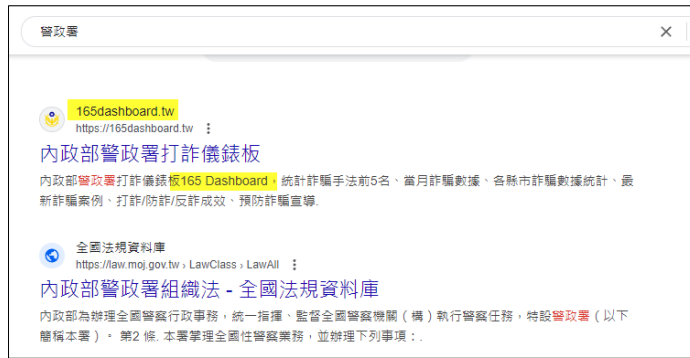 警政署
165dashboard.tw
https://165dashboard.tw
內政部警政署打詐儀錶板
內政部警政署打詐儀錶板165 Dashboard，統計詐騙手法前5名、當月詐騙數據、各縣市詐騙數據統計、最
新詐騙案例、打詐/防詐/反詐成效、預防詐騙宣導.
全國法規資料庫
https://law.moj.gov.tw › LawClass › LawAll
內政部警政署組織法 - 全國法規資料庫
內政部為辦理全國警察行政事務，統一指揮、監督全國警察機關（構）執行警察任務，特設警政署（以下
簡稱本署）。 第2 條. 本署掌理全國性警察業務，並辦理下列事項：.